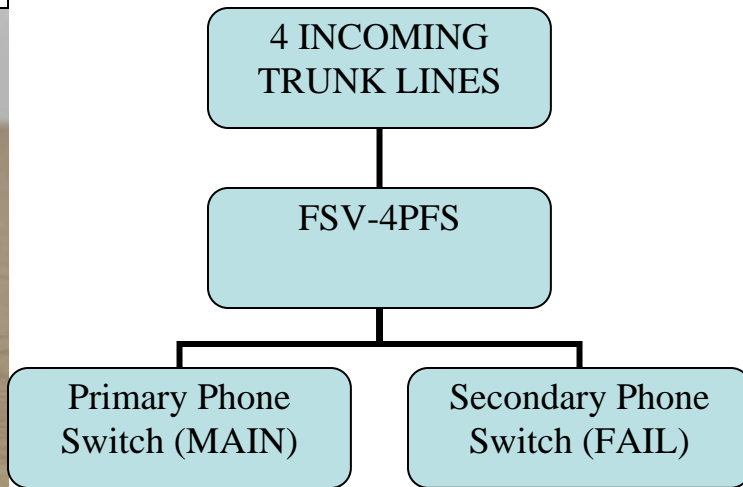 4 INCOMING
TRUNK LINES
FSV-4PFS
Primary Phone
Switch (MAIN)
Secondary Phone
Switch (FAIL)